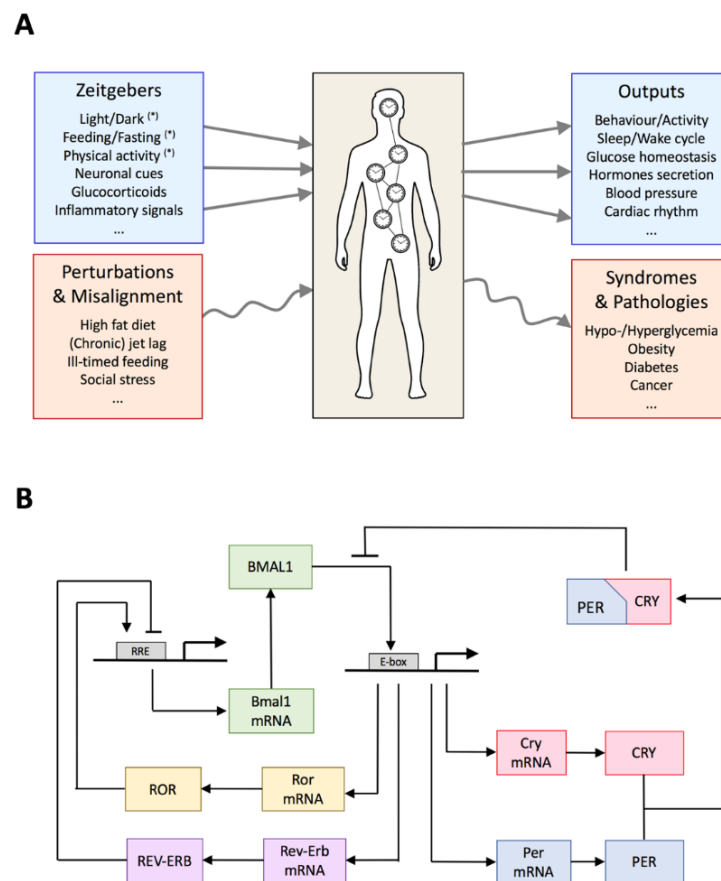 A
Zeitgebers
Light/Dark (*)
Feeding/Fasting (*)
Physical activity (*)
Neuronal cues
Glucocorticoids
Inflammatory signals
...
Perturbations
& Misalignment
High fat diet
(Chronic) jet lag
Ill-timed feeding
Social stress
...
Outputs
Behaviour/Activity
Sleep/Wake cycle
Glucose homeostasis
Hormones secretion
Blood pressure
Cardiac rhythm
...
Syndromes
& Pathologies
Hypo-/Hyperglycemia
Obesity
Diabetes
Cancer
...
B
BMAL1
PER
CRY
RRE
E-box
Bmal1
mRNA
Cry
mRNA
CRY
ROR
Ror
mRNA
REV-ERB
Rev-Erb
mRNA
Per
mRNA
PER